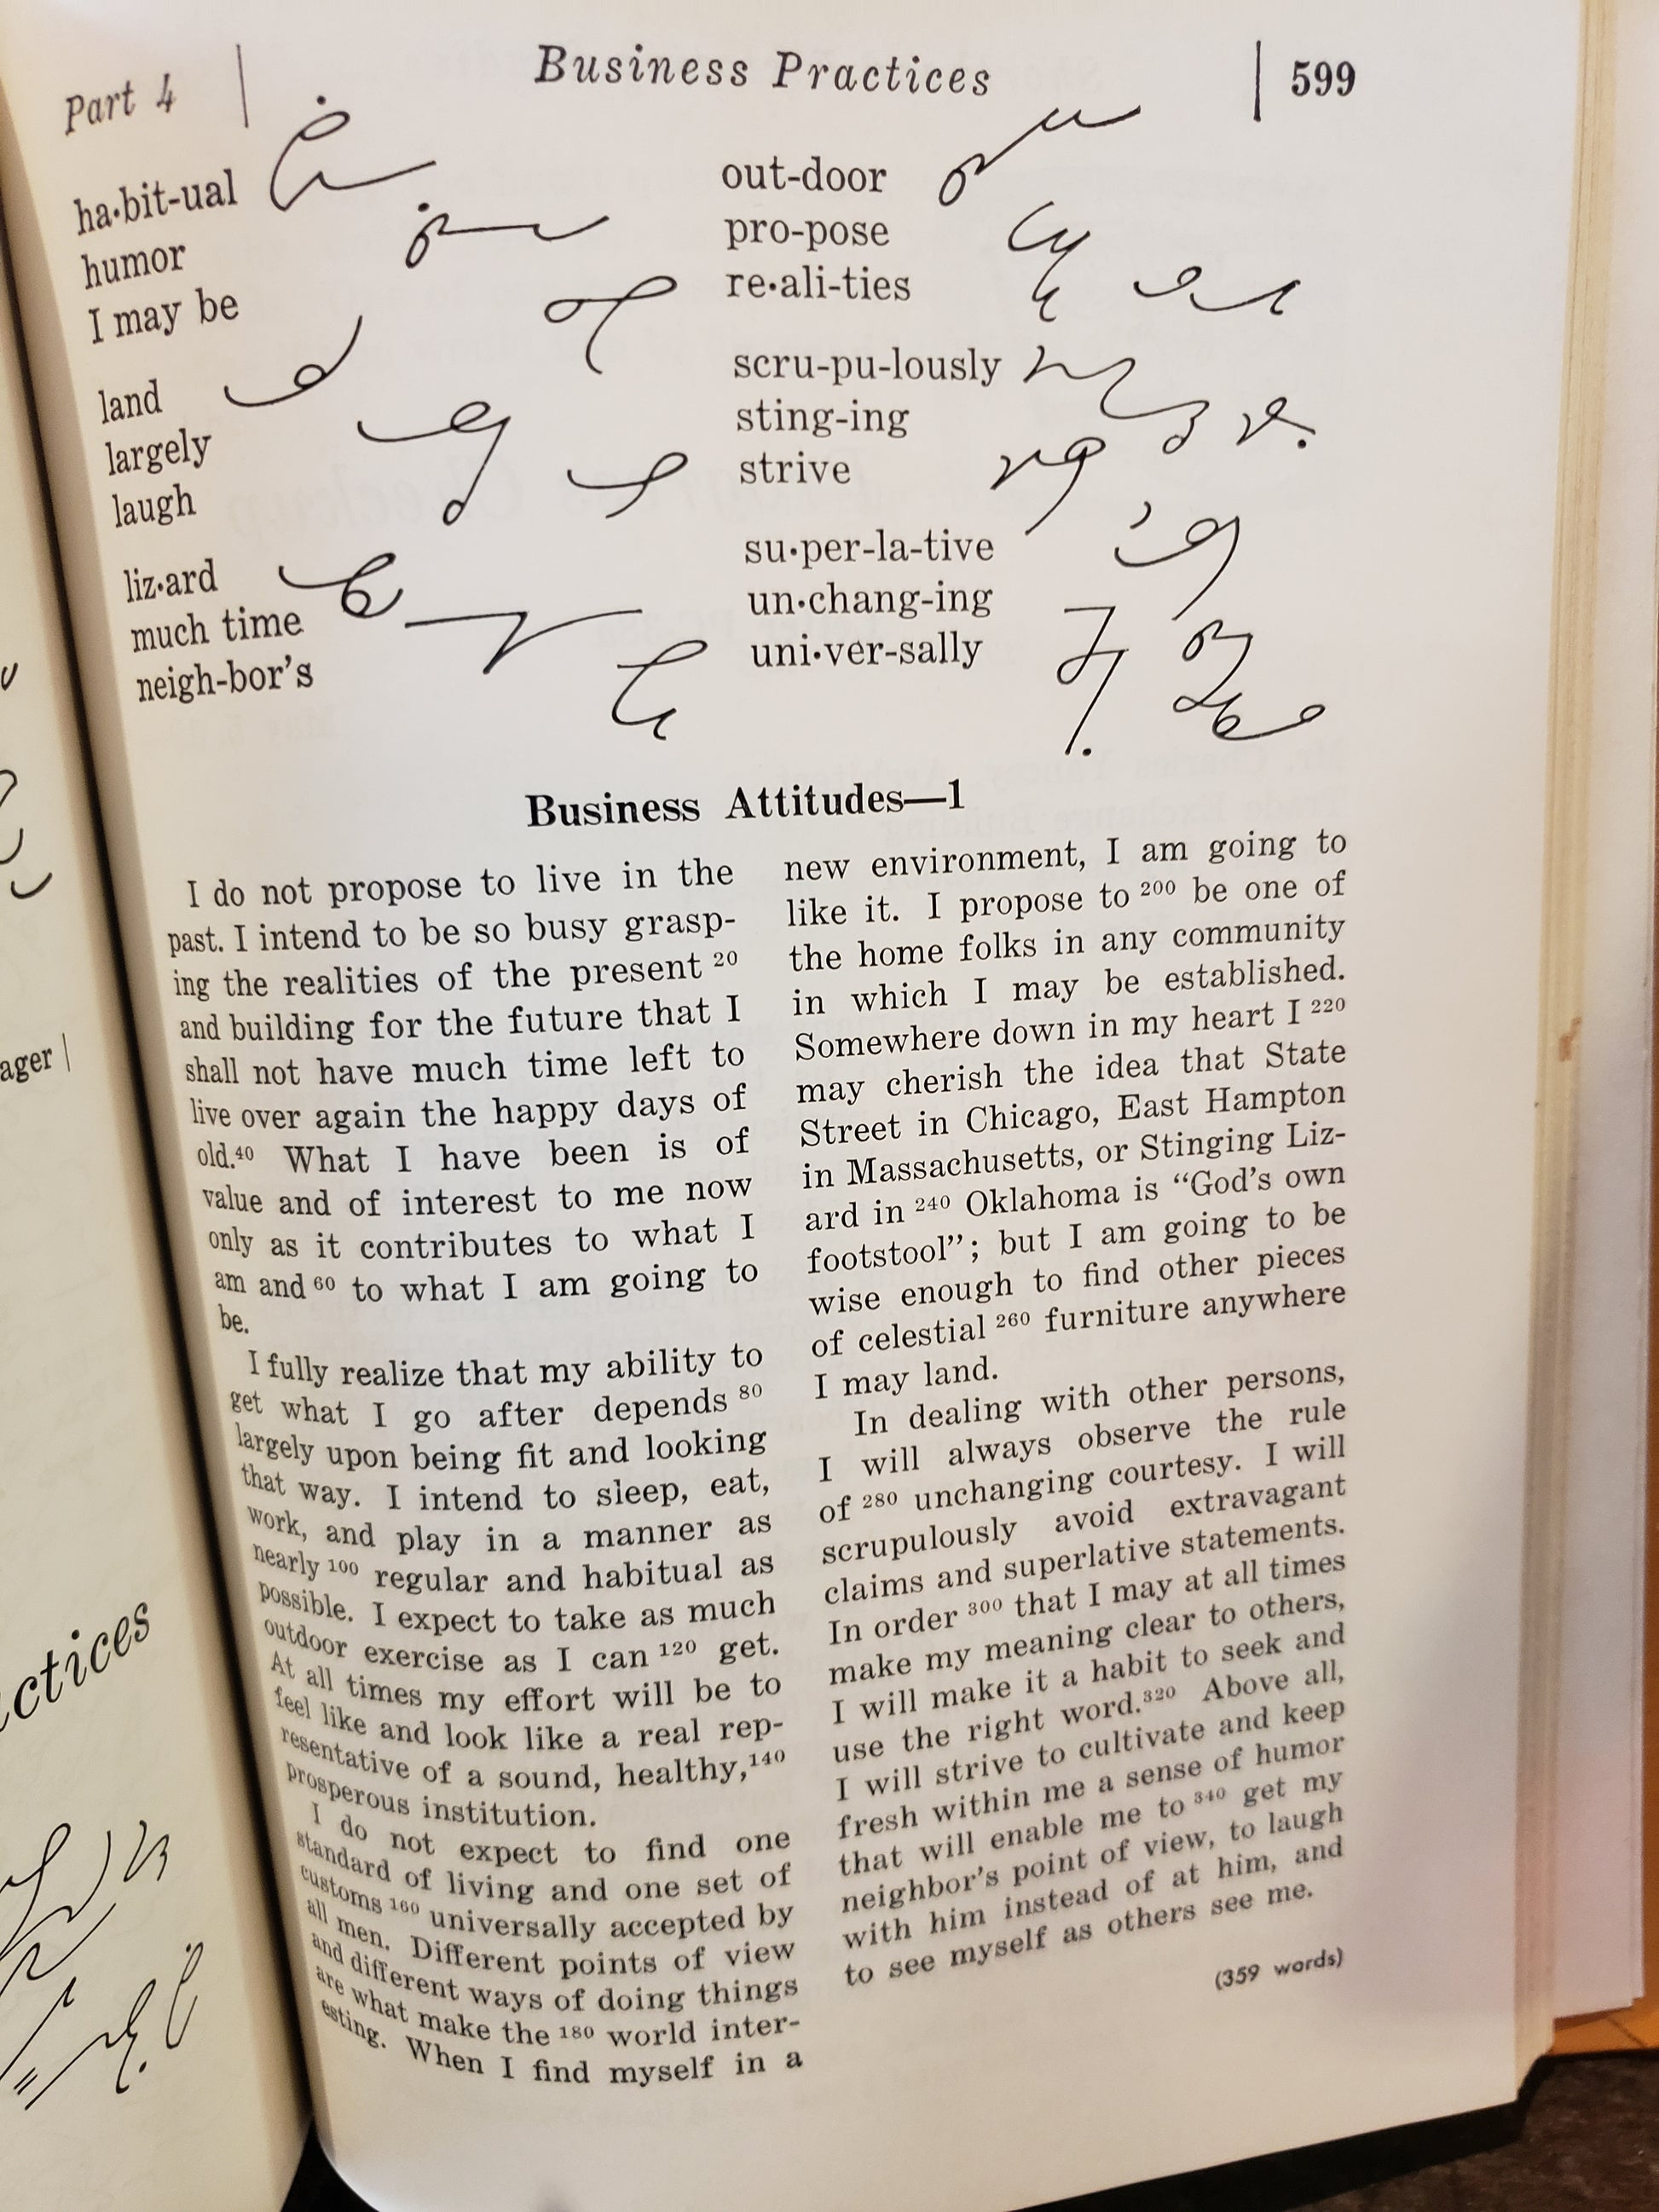 Part 4
Business Practices
599
ha•bit-ual
humor
I may be
land
largely
laugh
liz•ard
much time
neigh-bor's
out-door
pro-pose
re•ali-ties
scru-pu-lously
sting-ing
strive
su•per-la-tive
un•chang-ing
uni•ver-sally
Business Attitudes—1
I do not propose to live in the
past. I intend to be so busy grasp-
ing the realities of the present 20
and building for the future that I
shall not have much time left to
live over again the happy days of
old.40 What I have been is of
value and of interest to me now
only as it contributes to what I
am and 60 to what I am going to
be.
I fully realize that my ability to
get what I go after depends 80
largely upon being fit and looking
that way. I intend to sleep, eat,
work, and play in a manner as
nearly 100 regular and habitual as
possible. I expect to take as much
outdoor exercise as I can 120 get.
At all times my effort will be to
feel like and look like a real rep-
resentative of a sound, healthy,140
prosperous institution.
I do not expect to find one
standard of living and one set of
customs 160 universally accepted by
all men. Different points of view
and different ways of doing things
are what make the 180 world inter-
esting. When I find myself in a
new environment, I am going to
like it. I propose to 200 be one of
the home folks in any community
in which I may be established.
Somewhere down in my heart I 220
may cherish the idea that State
Street in Chicago, East Hampton
in Massachusetts, or Stinging Liz-
ard in 240 Oklahoma is “God's own
footstool”; but I am going to be
wise enough to find other pieces
of celestial 260 furniture anywhere
I may land.
In dealing with other persons,
I will always observe the rule
of 280 unchanging courtesy. I will
scrupulously avoid extravagant
claims and superlative statements.
In order 300 that I may at all times
make my meaning clear to others,
I will make it a habit to seek and
use the right word.320 Above all,
I will strive to cultivate and keep
fresh within me a sense of humor
that will enable me to 340 get my
neighbor's point of view, to laugh
with him instead of at him, and
to see myself as others see me.
(359 words)
ager |
ctices